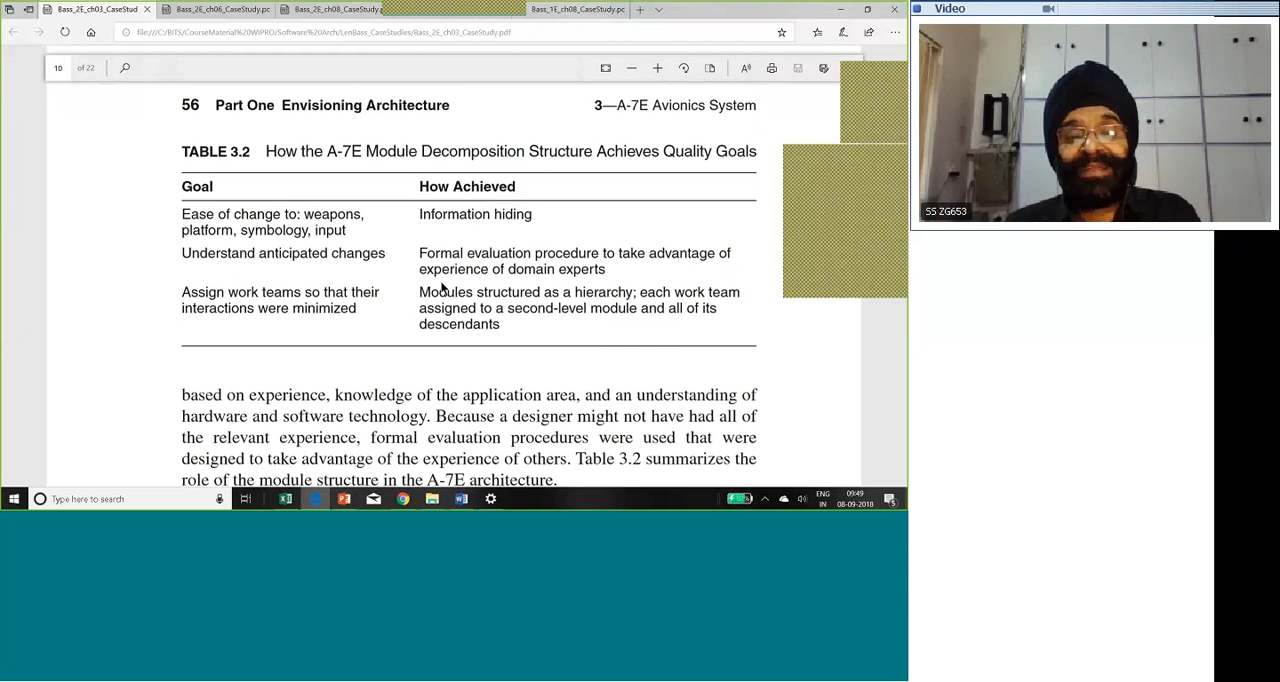 Bass_2E_ch03_CaseStud
Bass_2E_ch06_CaseStudy.pc
Bass_2E_ch08_CaseStudy.
Bass_1E_ch08_CaseStudy.pc
Video
file:///C:/BITS/CourseMaterial%20WIPRO/Software%20Arch/LenBass_CaseStudies/Bass_2E_ch03_CaseStudy.pdf
10 of 22
56 Part One Envisioning Architecture
3—A-7E Avionics System
TABLE 3.2 How the A-7E Module Decomposition Structure Achieves Quality Goals
Goal How Achieved
Ease of change to: weapons, Information hiding
platform, symbology, input
Understand anticipated changes Formal evaluation procedure to take advantage of
experience of domain experts
Assign work teams so that their Modules structured as a hierarchy; each work team
interactions were minimized assigned to a second-level module and all of its
descendants
based on experience, knowledge of the application area, and an understanding of
hardware and software technology. Because a designer might not have had all of
the relevant experience, formal evaluation procedures were used that were
designed to take advantage of the experience of others. Table 3.2 summarizes the
role of the module structure in the A-7E architecture.
SS ZG653
Type here to search
ENG
IN
09:49
08-09-2018